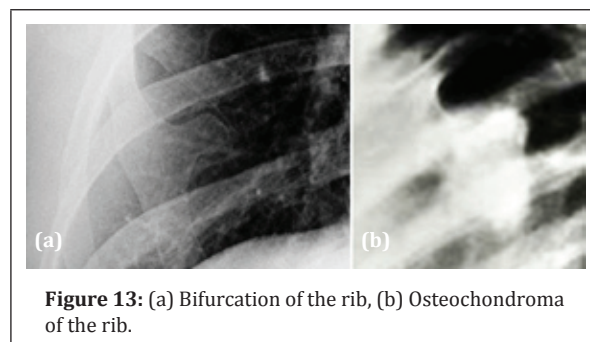 (a)
(b)
Figure 13: (a) Bifurcation of the rib, (b) Osteochondroma
of the rib.